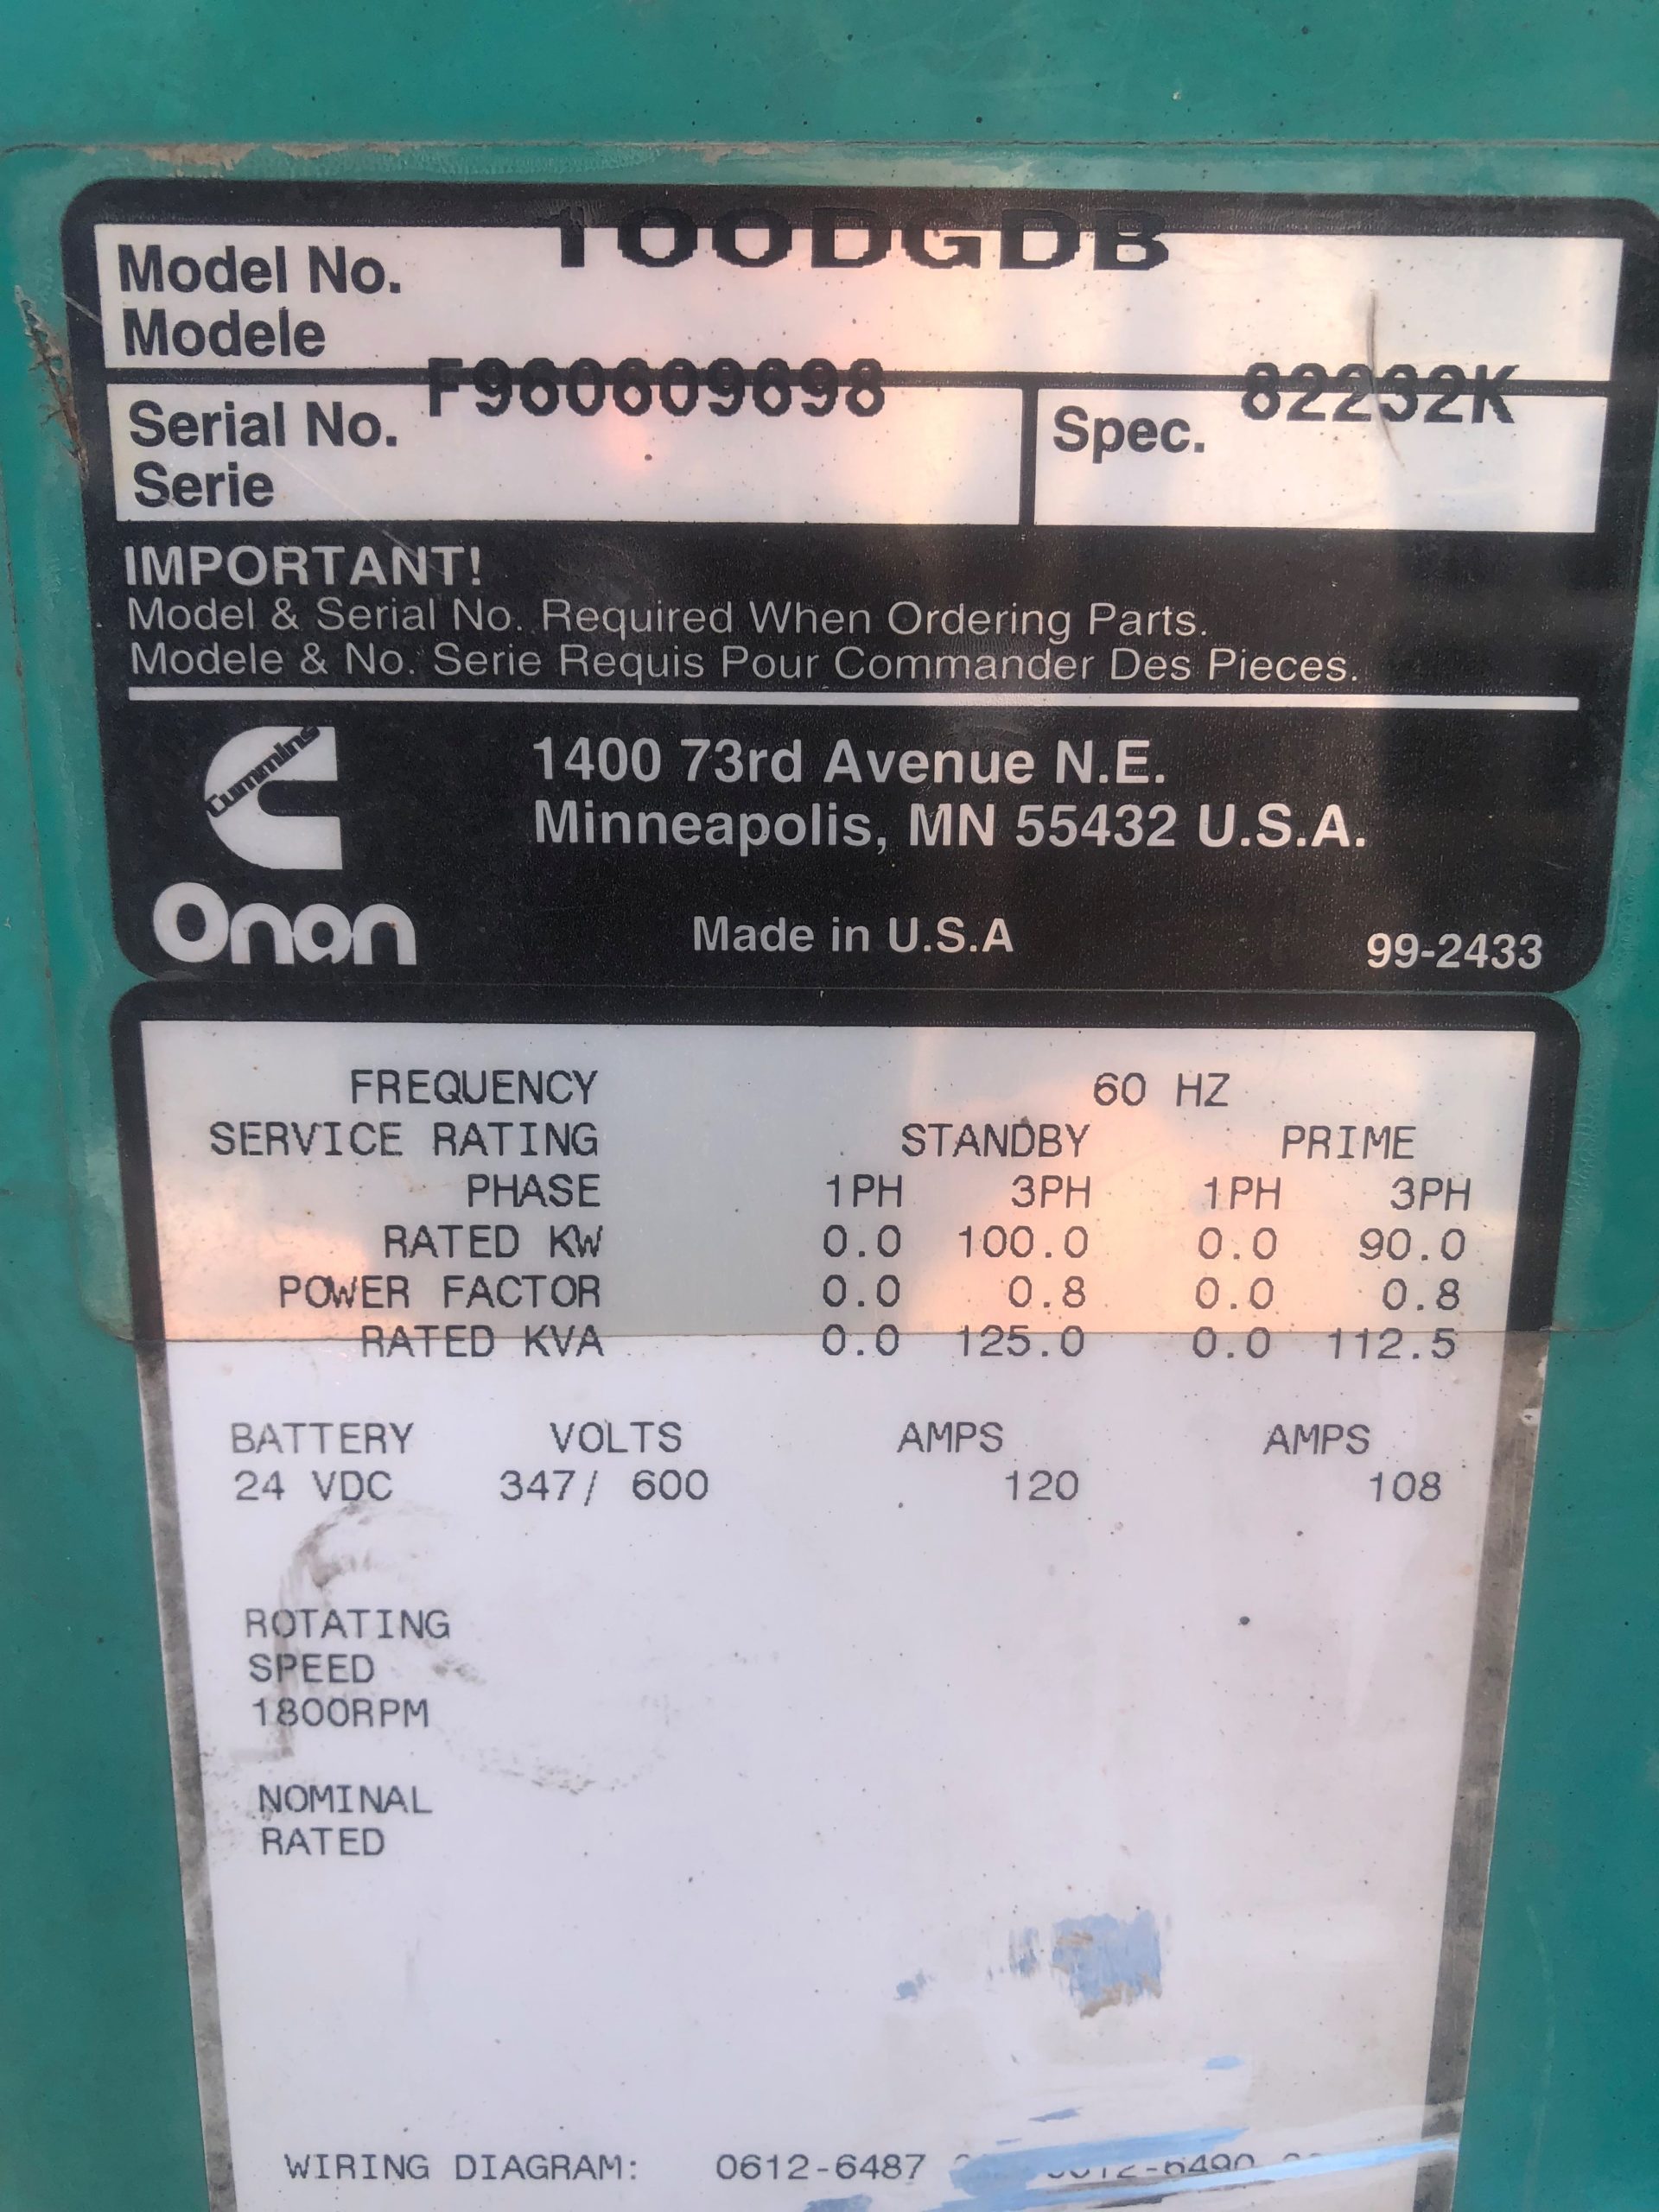 Model No. 100DGDB
Modele
Serial No. F960609698 Spec. 82232K
Serie
IMPORTANT!
Model & Serial No. Required When Ordering Parts.
Modele & No. Serie Requis Pour Commander Des Pieces.
Cummins
Onan
1400 73rd Avenue N.E.
Minneapolis, MN 55432 U.S.A.
Made in U.S.A
99-2433
FREQUENCY 60 HZ
SERVICE RATING STANDBY PRIME
PHASE 1PH 3PH 1PH 3PH
RATED KW 0.0 100.0 0.0 90.0
POWER FACTOR 0.0 0.8 0.0 0.8
RATED KVA 0.0 125.0 0.0 112.5
BATTERY VOLTS AMPS AMPS
24 VDC 347/ 600 120 108
ROTATING
SPEED
1800RPM
NOMINAL
RATED
WIRING DIAGRAM: 0612-6487 0612-6490